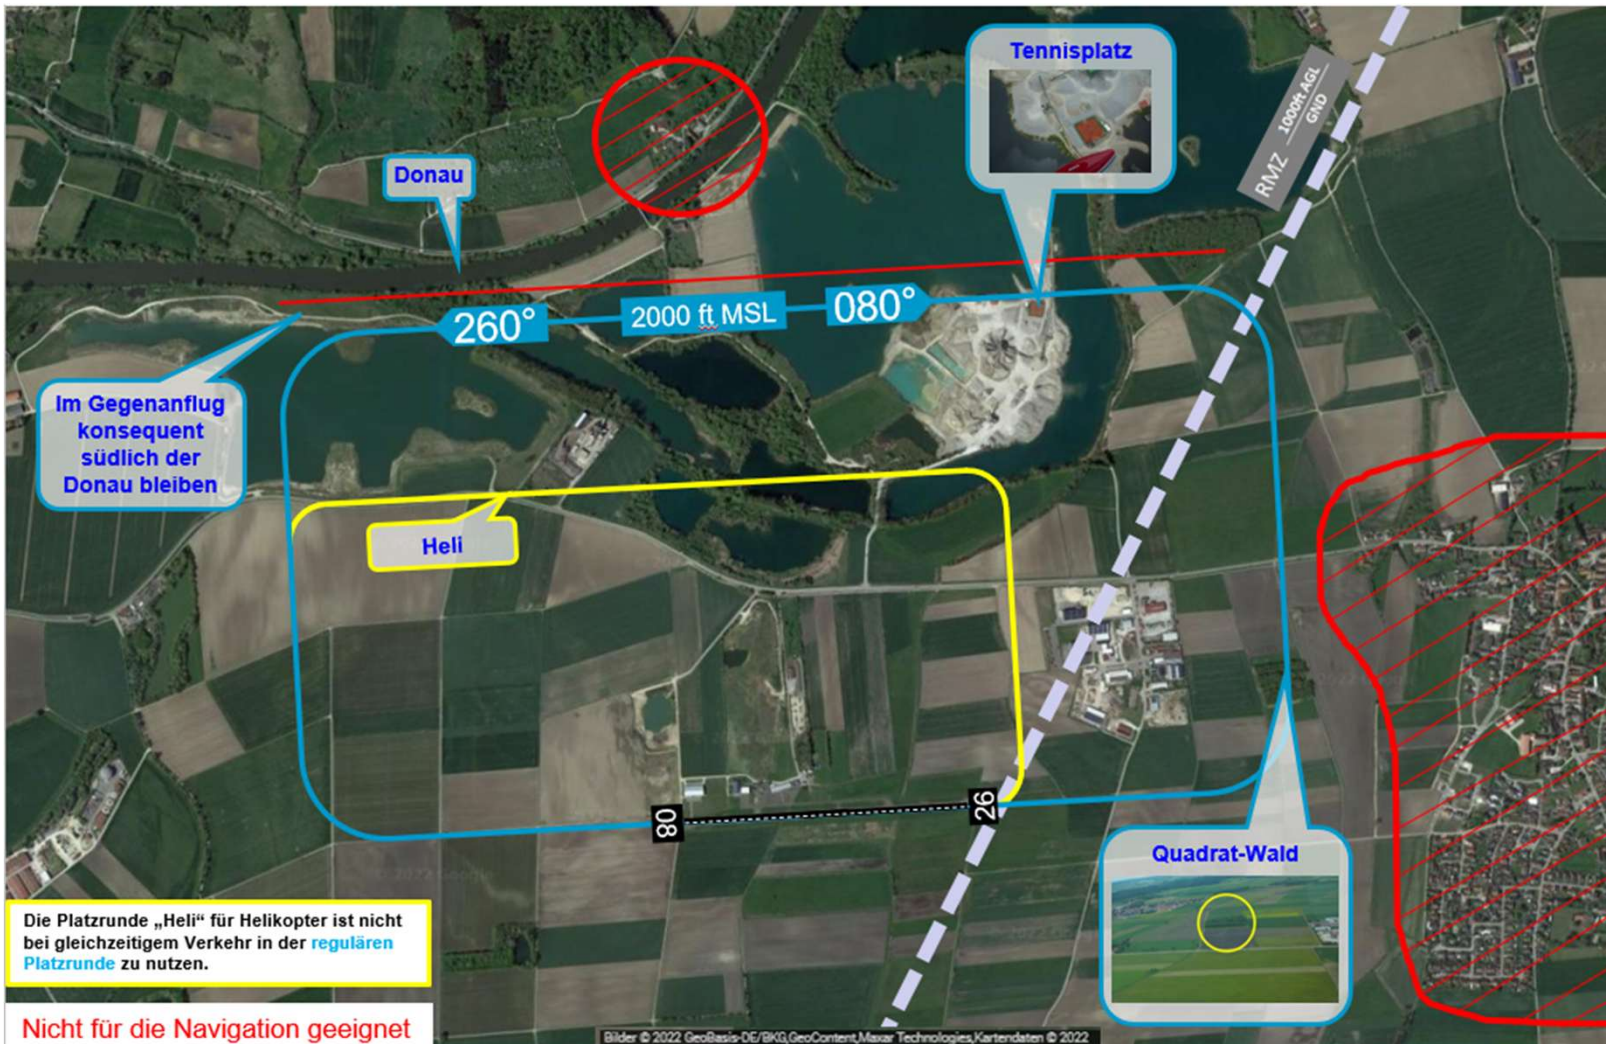 Tennisplatz
RMZ 1000ft AGL
GND
Donau
260°
2000 ft MSL
080°
Im Gegenanflug
konsequent
südlich der
Donau bleiben
Heli
08
26
Quadrat-Wald
Die Platzrunde „Heli“ für Helikopter ist nicht
bei gleichzeitigem Verkehr in der regulären
Platzrunde zu nutzen.
Nicht für die Navigation geeignet
Bilder © 2022 GeoBasis-DE/BKG,GeoContent,Maxar Technologies,Kartendaten © 2022